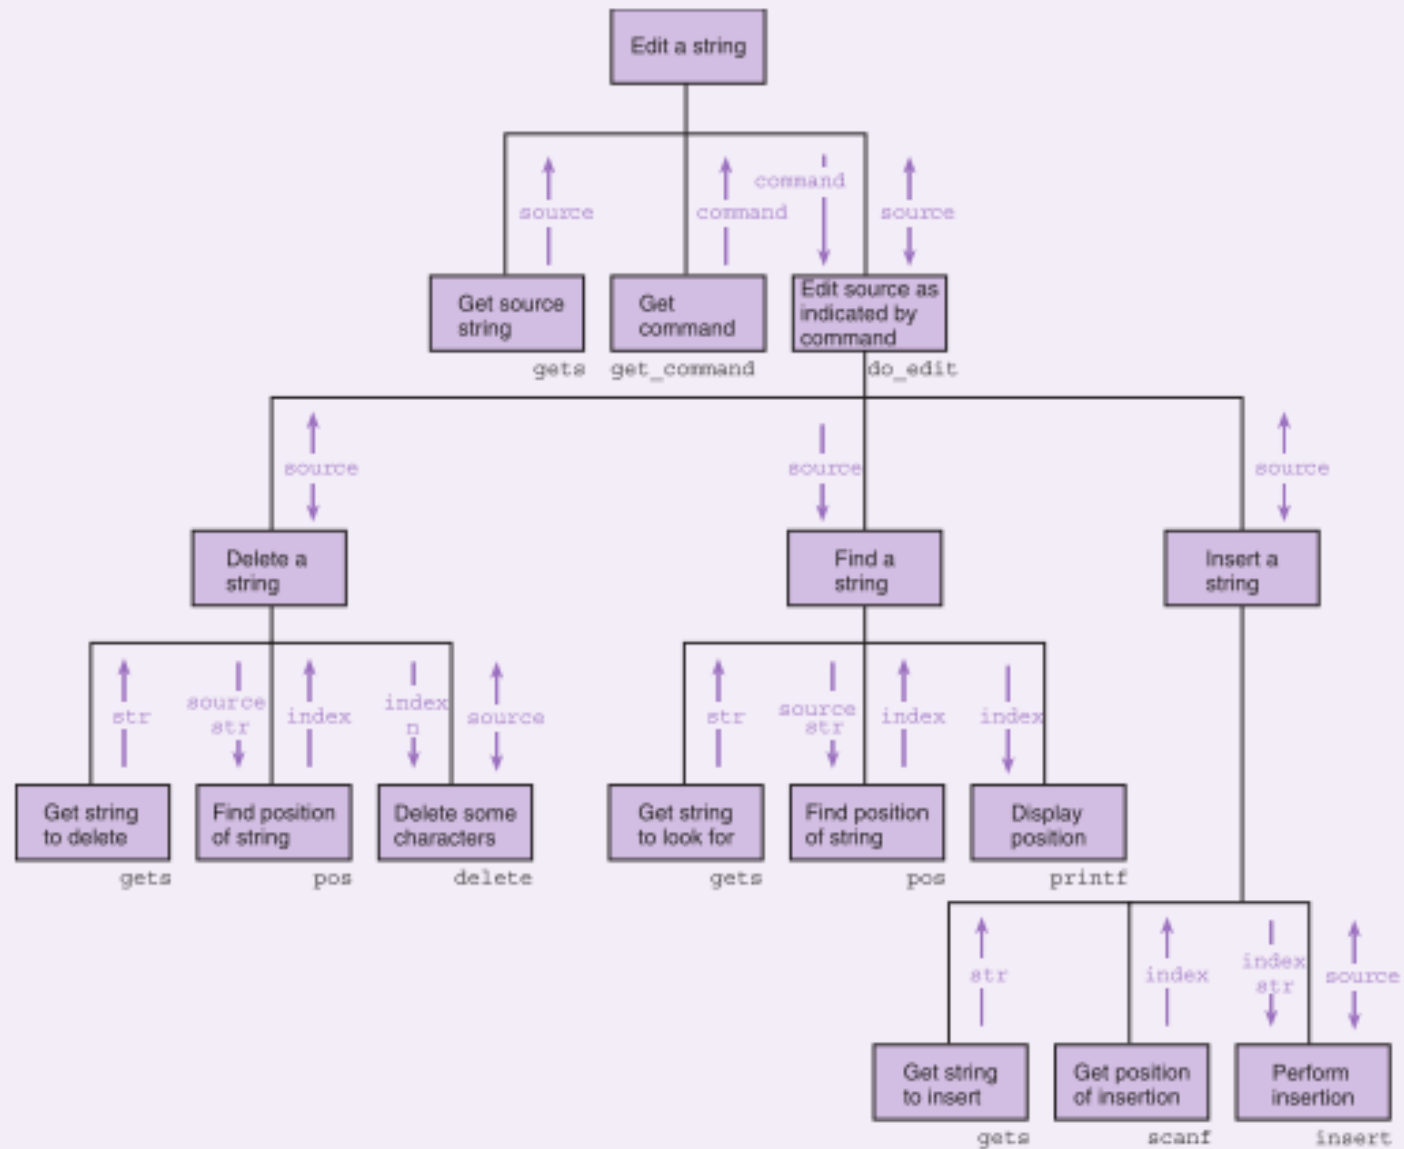 Edit a string
source
command
command
source
Get source
string
gets
Get
command
get_command
Edit source as
indicated by
command
do_edit
source
source
source
Delete a
string
Find a
string
Insert a
string
str
source
str
index
index
n
source
str
source
str
index
index
Get string
to delete
gets
Find position
of string
pos
Delete some
characters
delete
Get string
to look for
gets
Find position
of string
pos
Display
position
printf
str
index
index
str
source
Get string
to insert
gets
Get position
of insertion
scanf
Perform
insertion
insert